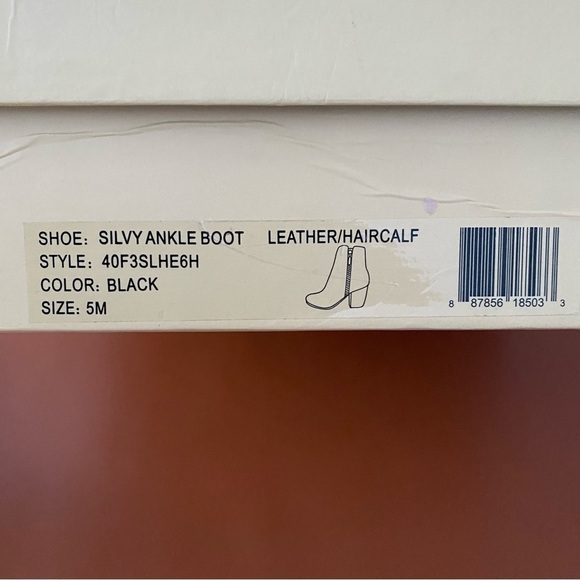 SHOE: SILVY ANKLE BOOT LEATHER/HAIRCALF
STYLE: 40F3SLHE6H
COLOR: BLACK
SIZE: 5M
8 87856 18503 3